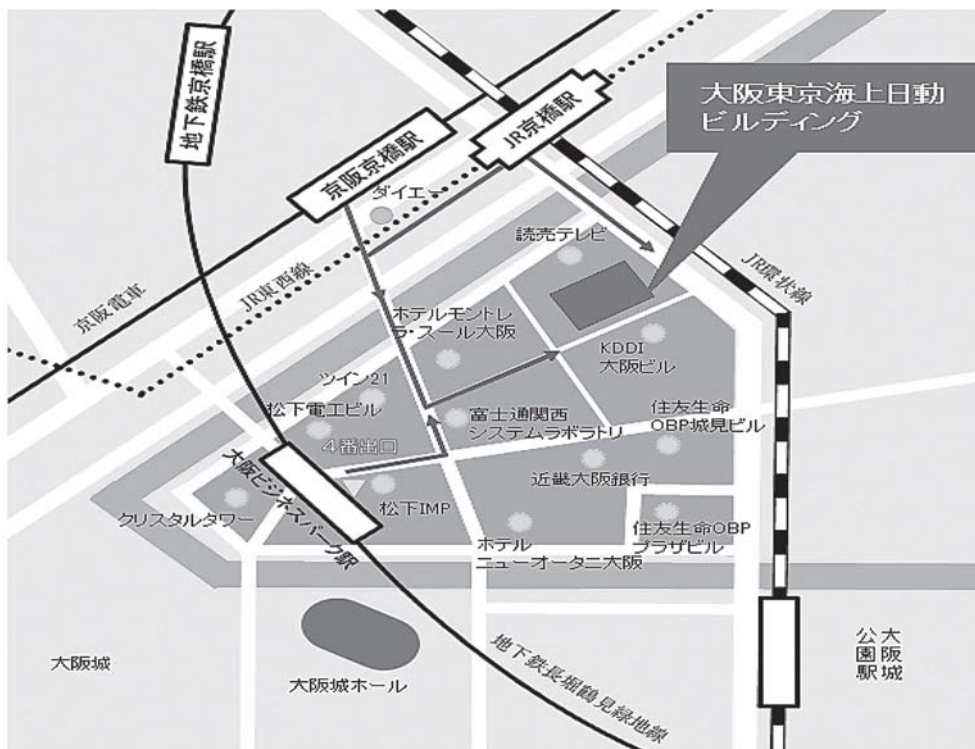 地下鉄京橋駅
京阪京橋駅
JR京橋駅
大阪東京海上日動
ビルディング
ダイエー
読売テレビ
京阪電車
JR東西線
JR環状線
ホテルモントレ
ラ・スール大阪
KDDI
大阪ビル
ツイン21
松下電工ビル
富士通関西
システムラボラトリ
住友生命
OBP城見ビル
4番出口
近畿大阪銀行
大阪ビジネスパーク駅
クリスタルタワー
松下IMP
ホテル
ニューオータニ大阪
住友生命OBP
プラザビル
大阪城
大阪城ホール
地下鉄長堀鶴見緑地線
大阪城
公園駅